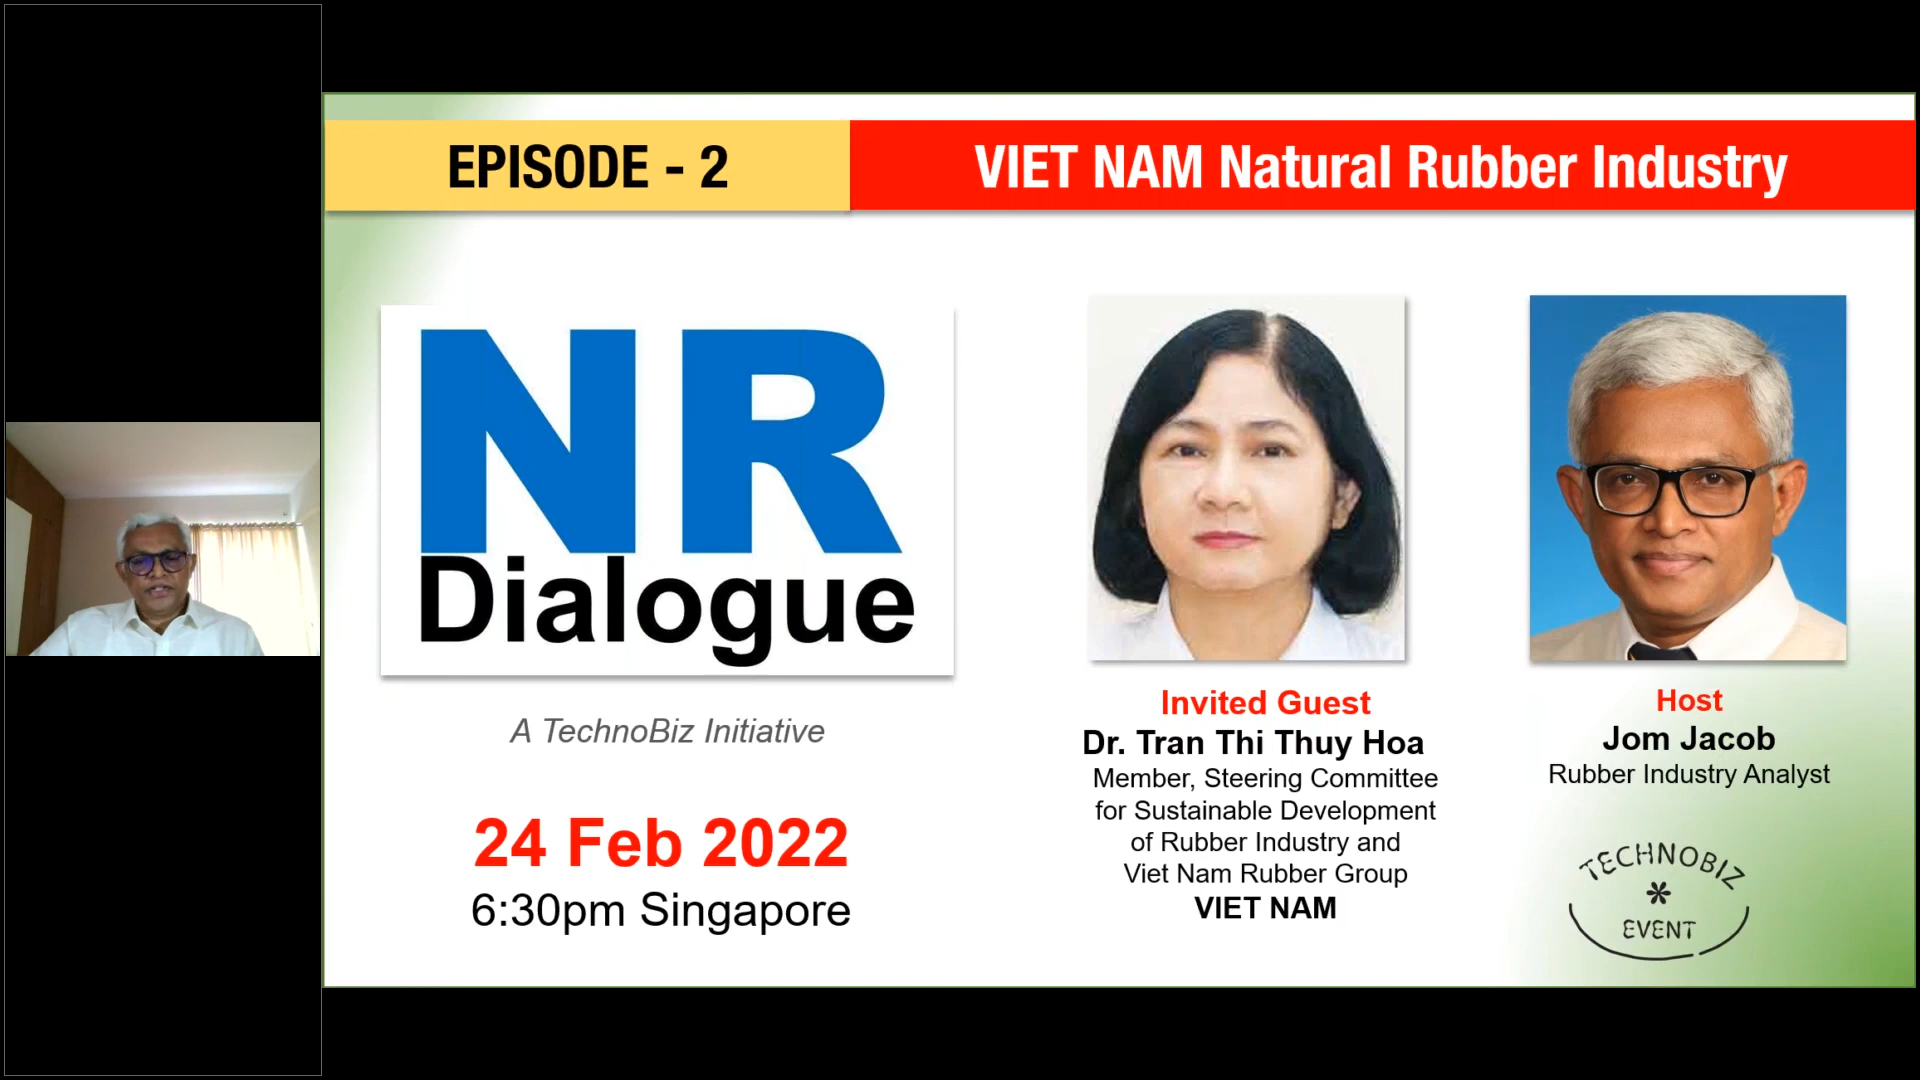 EPISODE - 2
VIET NAM Natural Rubber Industry
NR
Dialogue
A TechnoBiz Initiative
24 Feb 2022
6:30pm Singapore
Invited Guest
Dr. Tran Thi Thuy Hoa
Member, Steering Committee
for Sustainable Development
of Rubber Industry and
Viet Nam Rubber Group
VIET NAM
Host
Jom Jacob
Rubber Industry Analyst
TECHNOBIZ
*
EVENT